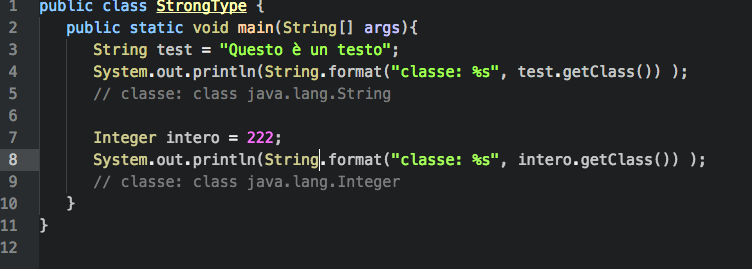 1 public class StrongType {
2 public static void main(String[] args){
3 String test = "Questo è un testo";
4 System.out.println(String.format("classe: %s", test.getClass()) );
5 // classe: class java.lang.String
6
7 Integer intero = 222;
8 System.out.println(String.format("classe: %s", intero.getClass()) );
9 // classe: class java.lang.Integer
10 }
11 }
12